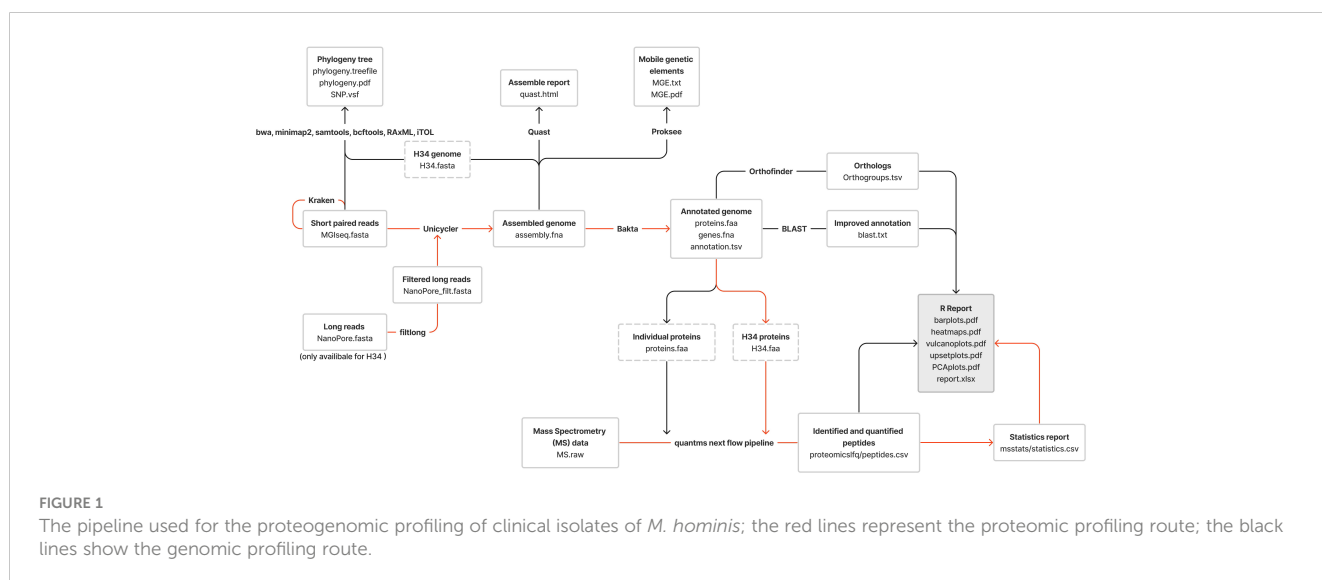 Phylogeny tree
phylogeny.treefile
phylogeny.pdf
SNP.vsf
Assemble report
quast.html
Mobile genetic
elements
MGE.txt
MGE.pdf
bwa, minimap2, samtools, bcftools, RAxML, iTOL
Quast
Proksee
H34 genome
H34.fasta
Orthofinder
Orthologs
Orthogroups.tsv
Kraken
Short paired reads
MGIseq.fasta
Unicycler
Assembled genome
assembly.fna
Bakta
Annotated genome
proteins.faa
genes.fna
annotation.tsv
BLAST
Improved annotation
blast.txt
Filtered long reads
NanoPore_filt.fasta
Long reads
NanoPore.fasta
filtlong
(only availibale for H34 )
Individual proteins
proteins.faa
H34 proteins
H34.faa
R Report
barplots.pdf
heatmaps.pdf
vulcanoplots.pdf
upsetplots.pdf
PCAplots.pdf
report.xlsx
Mass Spectrometry
(MS) data
MS.raw
quantms next flow pipeline
Identified and quantified
peptides
proteomicslfq/peptides.csv
Statistics report
msstats/statistics.csv
FIGURE 1
The pipeline used for the proteogenomic profiling of clinical isolates of M. hominis; the red lines represent the proteomic profiling route; the black
lines show the genomic profiling route.